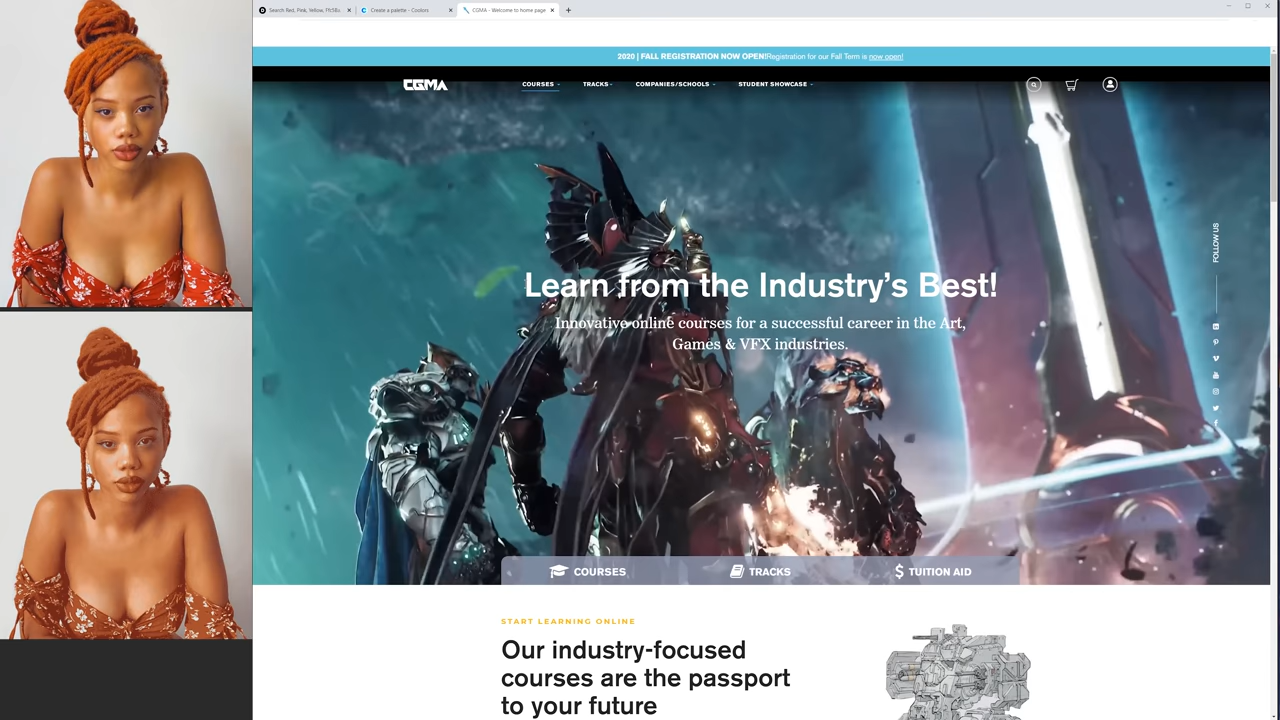 Search Red, Pink, Yellow, Ffc58a.
Create a palette - Coolors
CGMA - Welcome to home page
2020 | FALL REGISTRATION NOW OPEN!Registration for our Fall Term is now open!
CGMA
COURSES
TRACKS
COMPANIES/SCHOOLS
STUDENT SHOWCASE
FOLLOW US
Learn from the Industry's Best!
Innovative online courses for a successful career in the Art,
Games & VFX industries.
COURSES
TRACKS
TUITION AID
START LEARNING ONLINE
Our industry-focused
courses are the passport
to your future